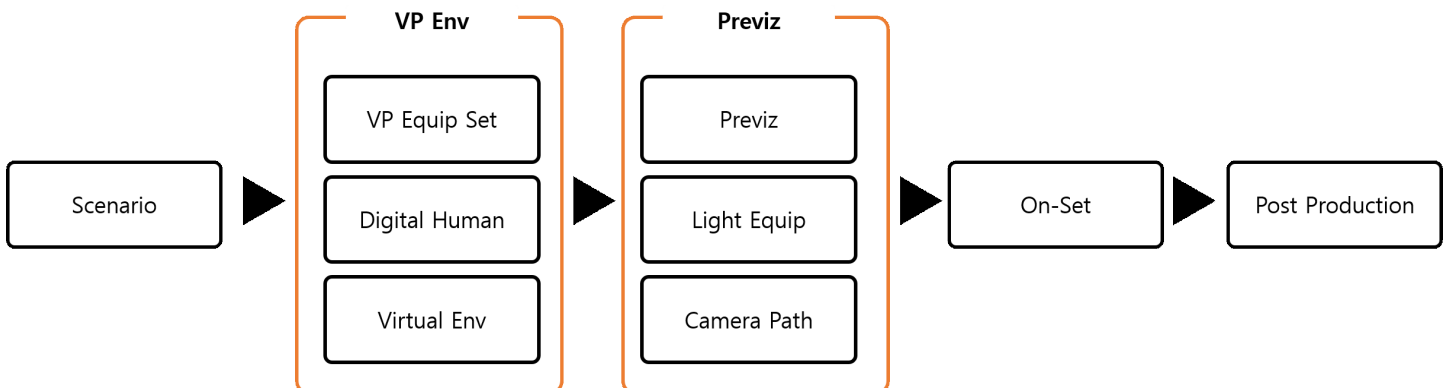 VP Env
Previz
VP Equip Set
Previz
Scenario
Digital Human
Light Equip
On-Set
Post Production
Virtual Env
Camera Path